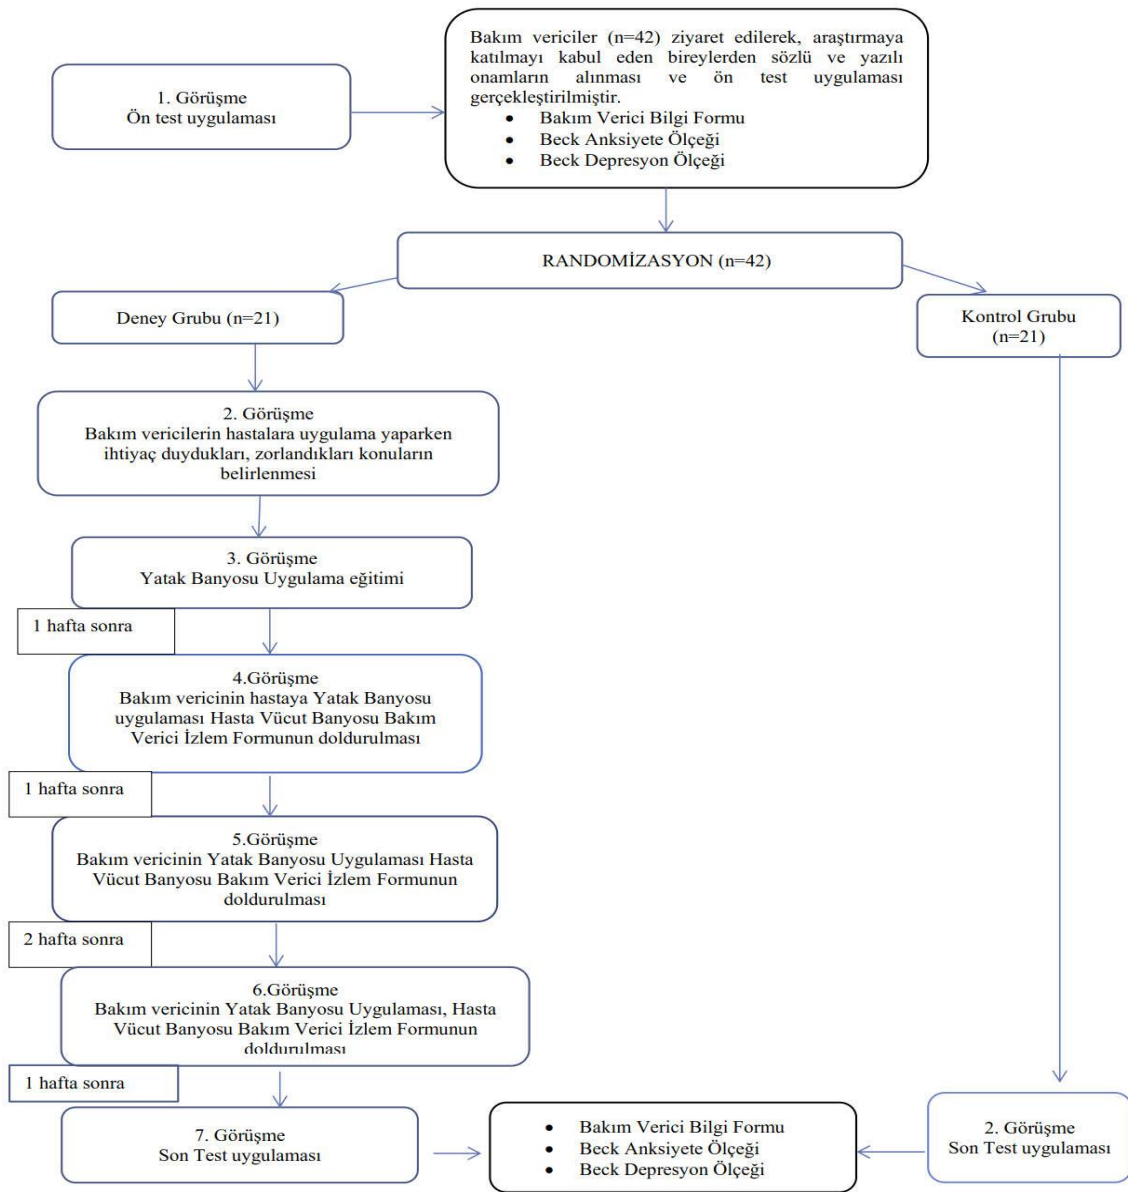 1. Görüşme
Ön test uygulaması
Bakım vericiler (n=42) ziyaret edilerek, araştırmaya
katılmayı kabul eden bireylerden sözlü ve yazılı
onamların alınması ve ön test uygulaması
gerçekleştirilmiştir.
• Bakım Verici Bilgi Formu
• Beck Anksiyete Ölçeği
• Beck Depresyon Ölçeği
RANDOMİZASYON (n=42)
Deney Grubu (n=21)
Kontrol Grubu
(n=21)
2. Görüşme
Bakım vericilerin hastalara uygulama yaparken
ihtiyaç duydukları, zorlandıkları konuların
belirlenmesi
3. Görüşme
Yatak Banyosu Uygulama eğitimi
1 hafta sonra
4.Görüşme
Bakım vericinin hastaya Yatak Banyosu
uygulaması Hasta Vücut Banyosu Bakım
Verici İzlem Formunun doldurulması
1 hafta sonra
5.Görüşme
Bakım vericinin Yatak Banyosu Uygulaması Hasta
Vücut Banyosu Bakım Verici İzlem Formunun
doldurulması
2 hafta sonra
6.Görüşme
Bakım vericinin Yatak Banyosu Uygulaması, Hasta
Vücut Banyosu Bakım Verici İzlem Formunun
doldurulması
1 hafta sonra
7. Görüşme
Son Test uygulaması
• Bakım Verici Bilgi Formu
• Beck Anksiyete Ölçeği
• Beck Depresyon Ölçeği
2. Görüşme
Son Test uygulaması